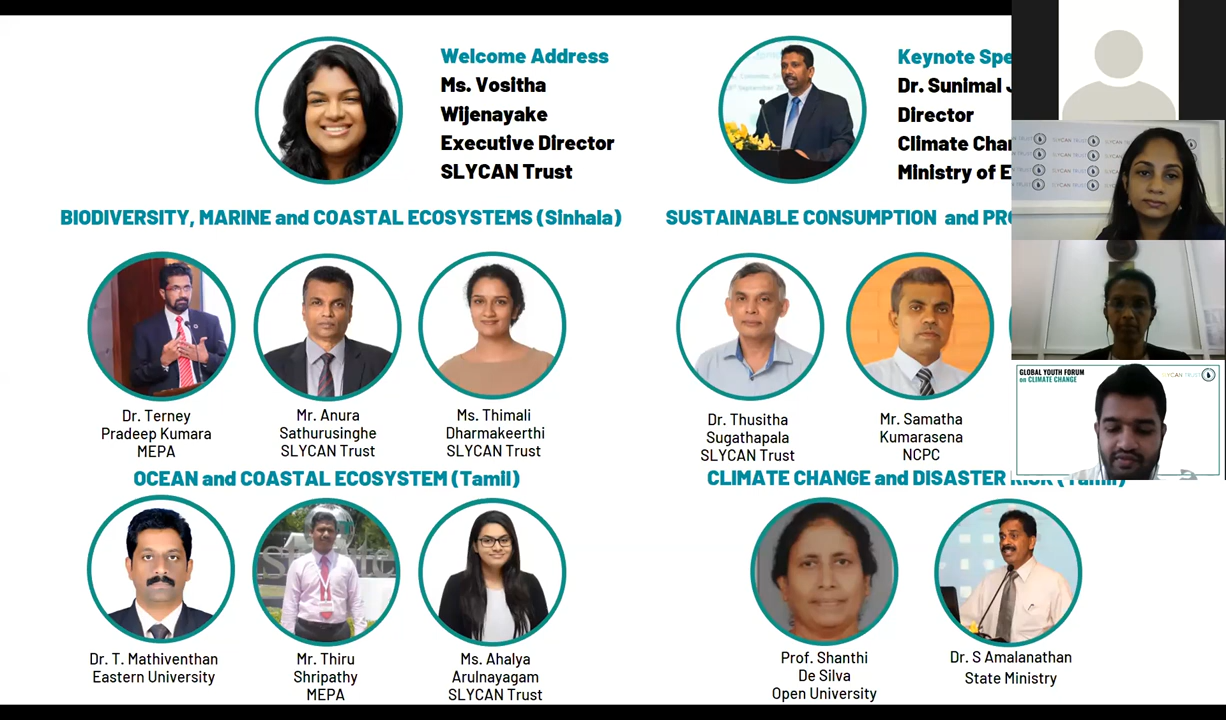 Welcome Address
Ms. Vositha
Wijenayake
Executive Director
SLYCAN Trust
Keynote
Dr. Sunimal
Director
Climate
Ministry of
BIODIVERSITY, MARINE and COASTAL ECOSYSTEMS (Sinhala)
SUSTAINABLE CONSUMPTION and
Dr. Terney
Pradeep Kumara
MEPA
Mr. Anura
Sathurusinghe
SLYCAN Trust
Ms. Thimali
Dharmakeerthi
SLYCAN Trust
Dr. Thusitha
Sugathapala
SLYCAN Trust
Mr. Samatha
Kumarasena
NCPC
OCEAN and COASTAL ECOSYSTEM (Tamil)
CLIMATE CHANGE and DISASTER RISK (Tamil)
Dr. T. Mathiventhan
Eastern University
Mr. Thiru
Shripathy
MEPA
Ms. Ahalya
Arulnayagam
SLYCAN Trust
Prof. Shanthi
De Silva
Open University
Dr. S Amalanathan
State Ministry
SLYCAN TRUST
GLOBAL YOUTH FORUM
on CLIMATE CHANGE
SLYCAN TRUST